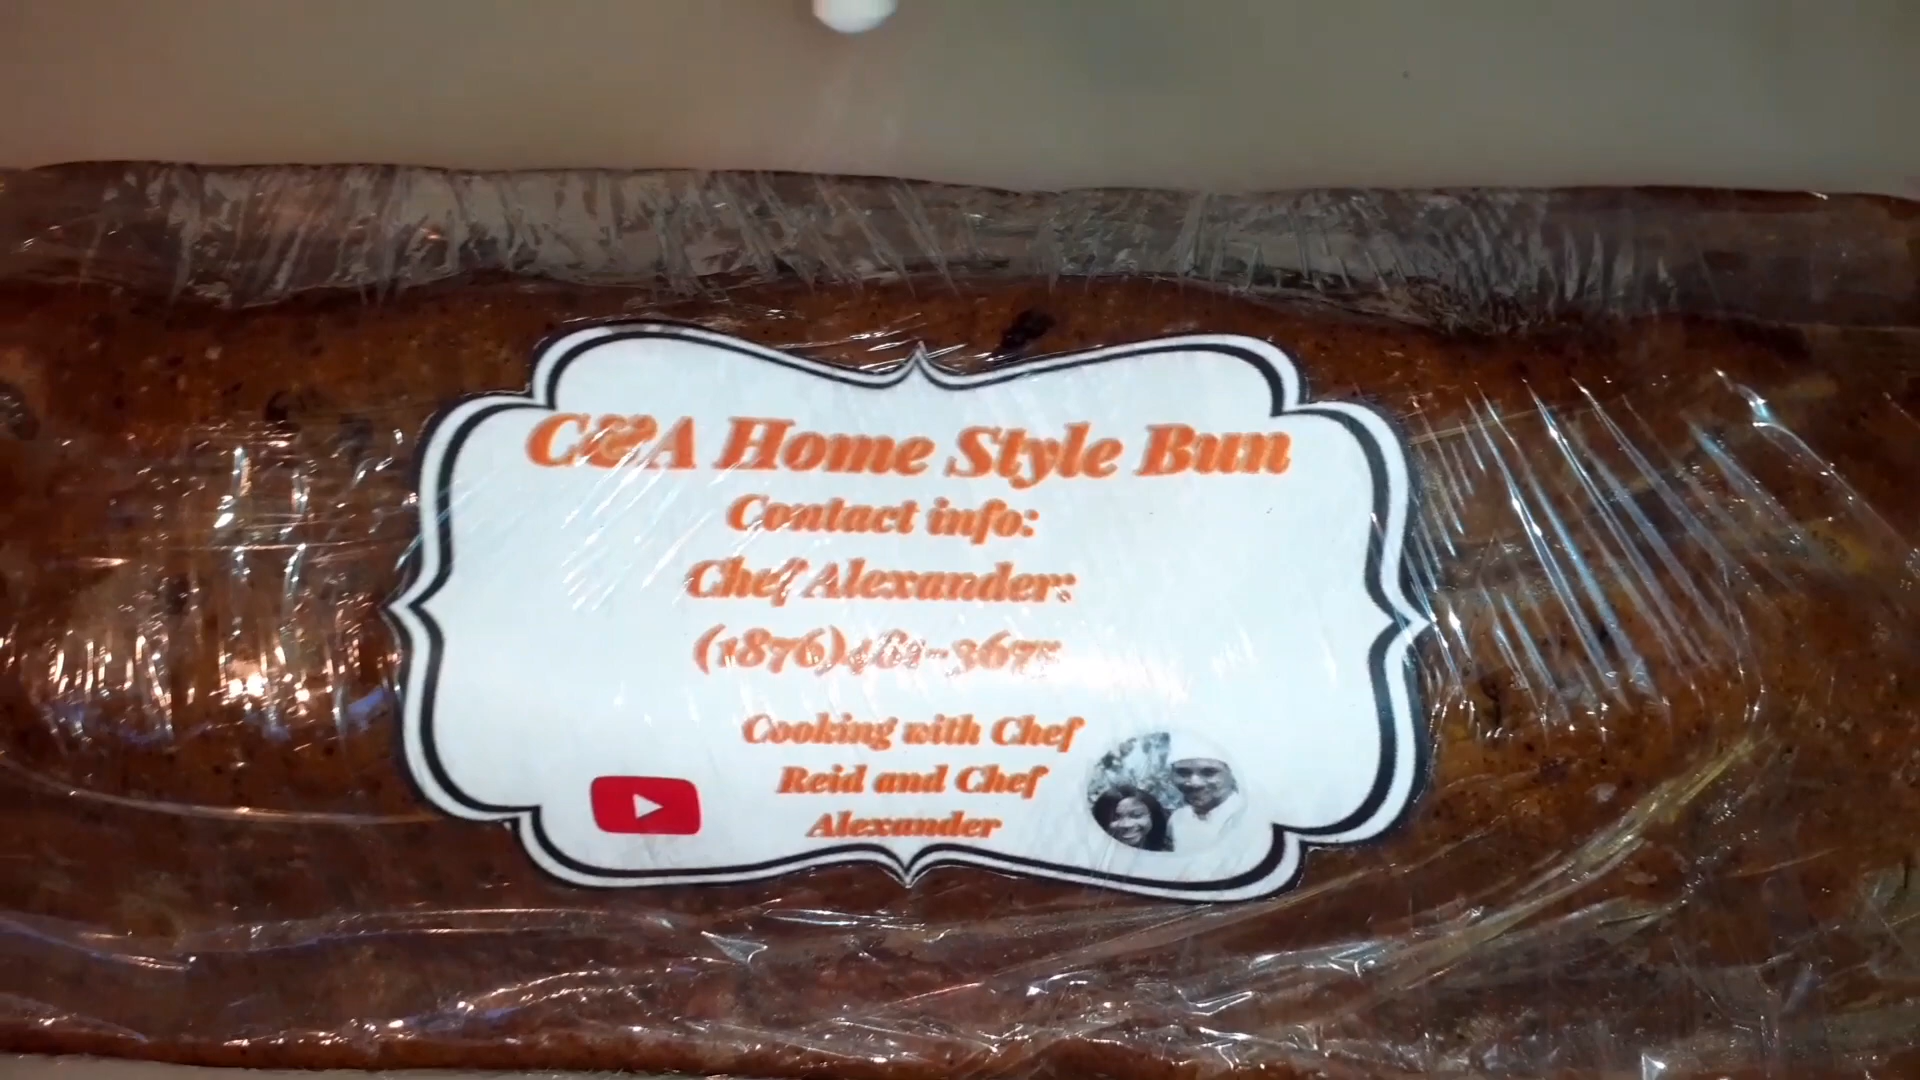 C&A Home Style Bun
Contact info:
Chef Alexander:
Cooking with Chef
Reid and Chef
Alexander